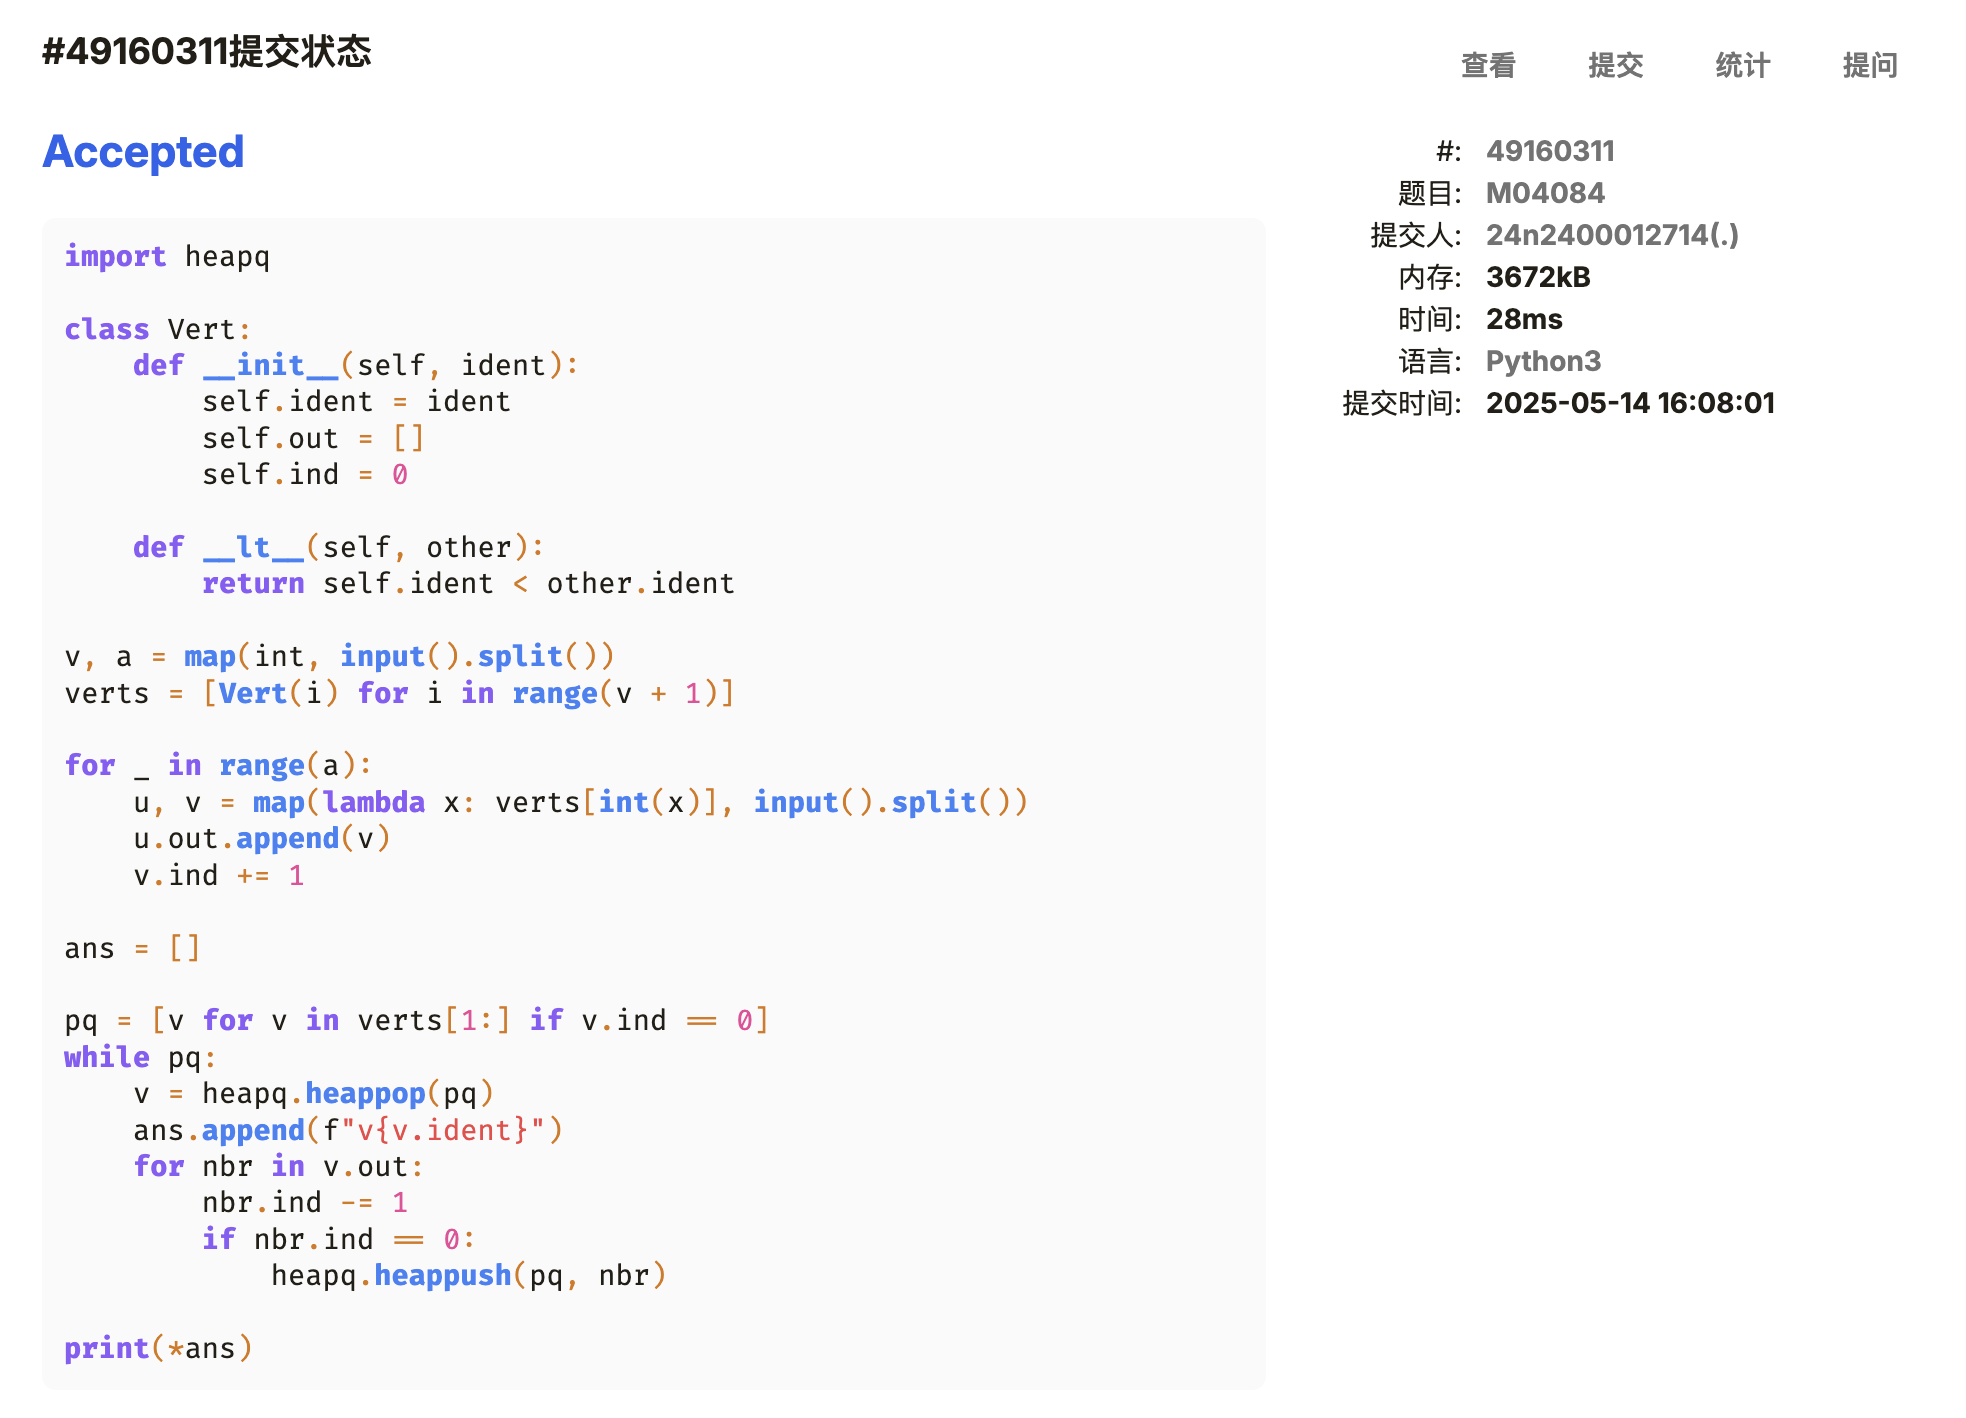 #49160311提交状态
查看 提交 统计 提问
Accepted
import heapq

class Vert:
    def __init__(self, ident):
        self.ident = ident
        self.out = []
        self.ind = 0

    def __lt__(self, other):
        return self.ident < other.ident

v, a = map(int, input().split())
verts = [Vert(i) for i in range(v + 1)]

for _ in range(a):
    u, v = map(lambda x: verts[int(x)], input().split())
    u.out.append(v)
    v.ind += 1

ans = []

pq = [v for v in verts[1:] if v.ind == 0]
while pq:
    v = heapq.heappop(pq)
    ans.append(f"v{v.ident}")
    for nbr in v.out:
        nbr.ind -= 1
        if nbr.ind == 0:
            heapq.heappush(pq, nbr)

print(*ans)
#: 49160311
题目: M04084
提交人: 24n2400012714(.)
内存: 3672kB
时间: 28ms
语言: Python3
提交时间: 2025-05-14 16:08:01